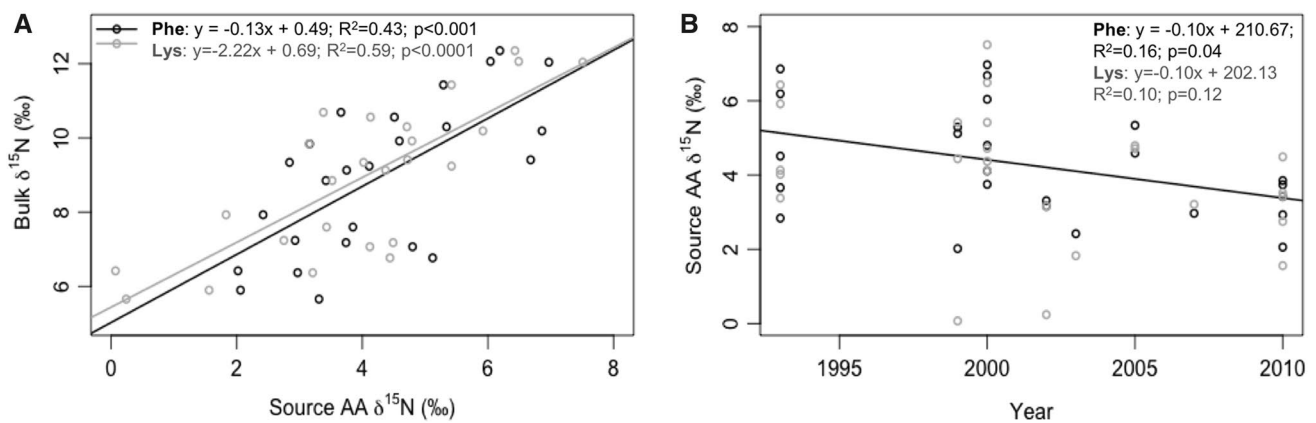 A
Phe: y = -0.13x + 0.49; R²=0.43; p<0.001
Lys: y=-2.22x + 0.69; R²=0.59; p<0.0001
Bulk δ¹⁵N (‰)
12
10
8
6
0 2 4 6 8
Source AA δ¹⁵N (‰)
B
Phe: y = -0.10x + 210.67;
R²=0.16; p=0.04
Lys: y=-0.10x + 202.13
R²=0.10; p=0.12
Source AA δ¹⁵N (‰)
8
6
4
2
0
1995 2000 2005 2010
Year